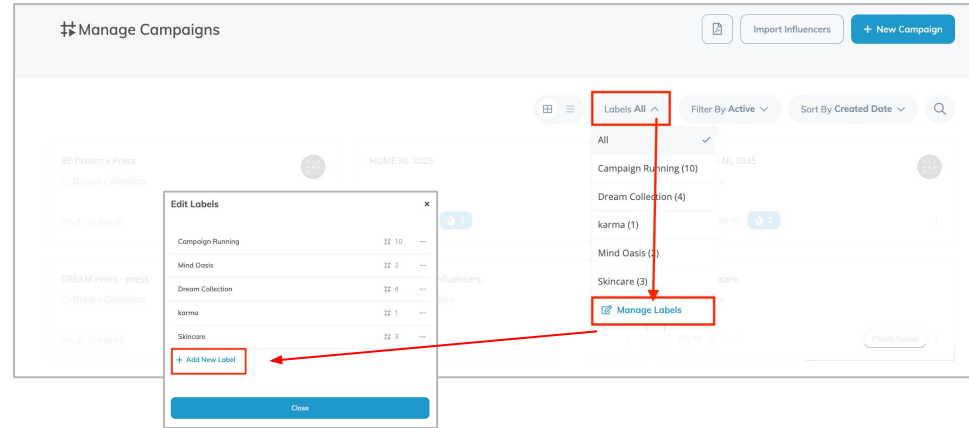 Manage Campaigns
Import Influencers
+ New Campaign
Labels All
Filter By Active
Sort By Created Date
All
Campaign Running (10)
Dream Collection (4)
karma (1)
Mind Oasis (2)
Skincare (3)
Manage Labels
Dream x Press
Dream Collection
HOME NL 2025
NL 2025
2
DREAM event - press
Dream Collection
Finish Setup
Edit Labels
×
Campaign Running
10
...
Mind Oasis
2
...
Dream Collection
4
...
karma
1
...
Skincare
3
...
+ Add New Label
Close